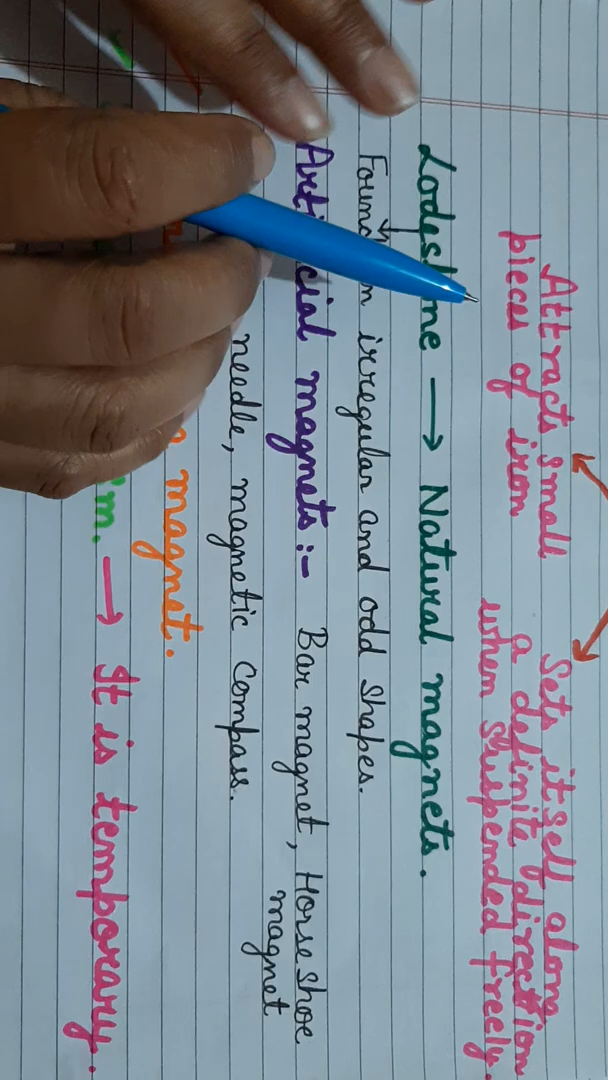 Attracts small
pieces of iron
Sets itself along
a definite direction
when suspended freely.
Lodestone → Natural magnets.
Found in irregular and odd shapes.
Artificial magnets:- Bar magnet, Horse shoe
magnet
needle, magnetic compass.
magnet.
→ It is temporary.